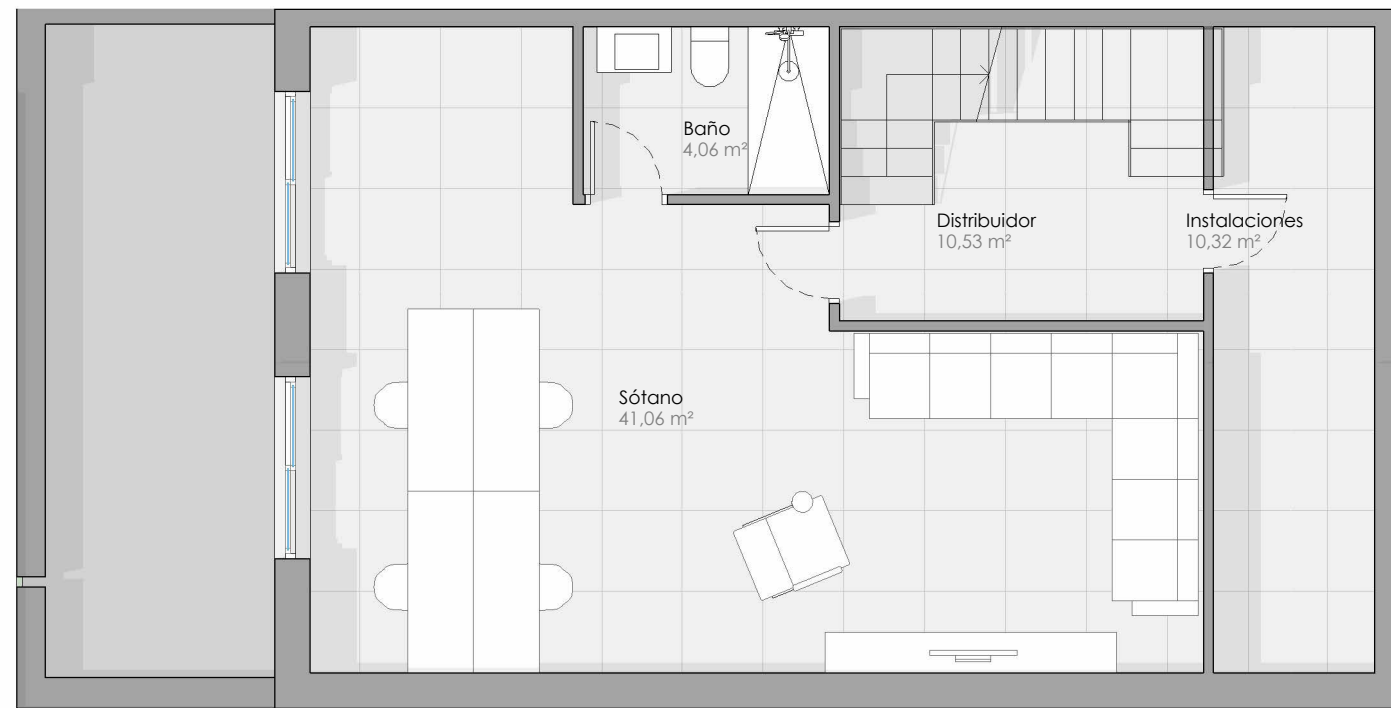 Baño
4,06 m²
Distribuidor
10,53 m²
Instalaciones
10,32 m²
Sótano
41,06 m²